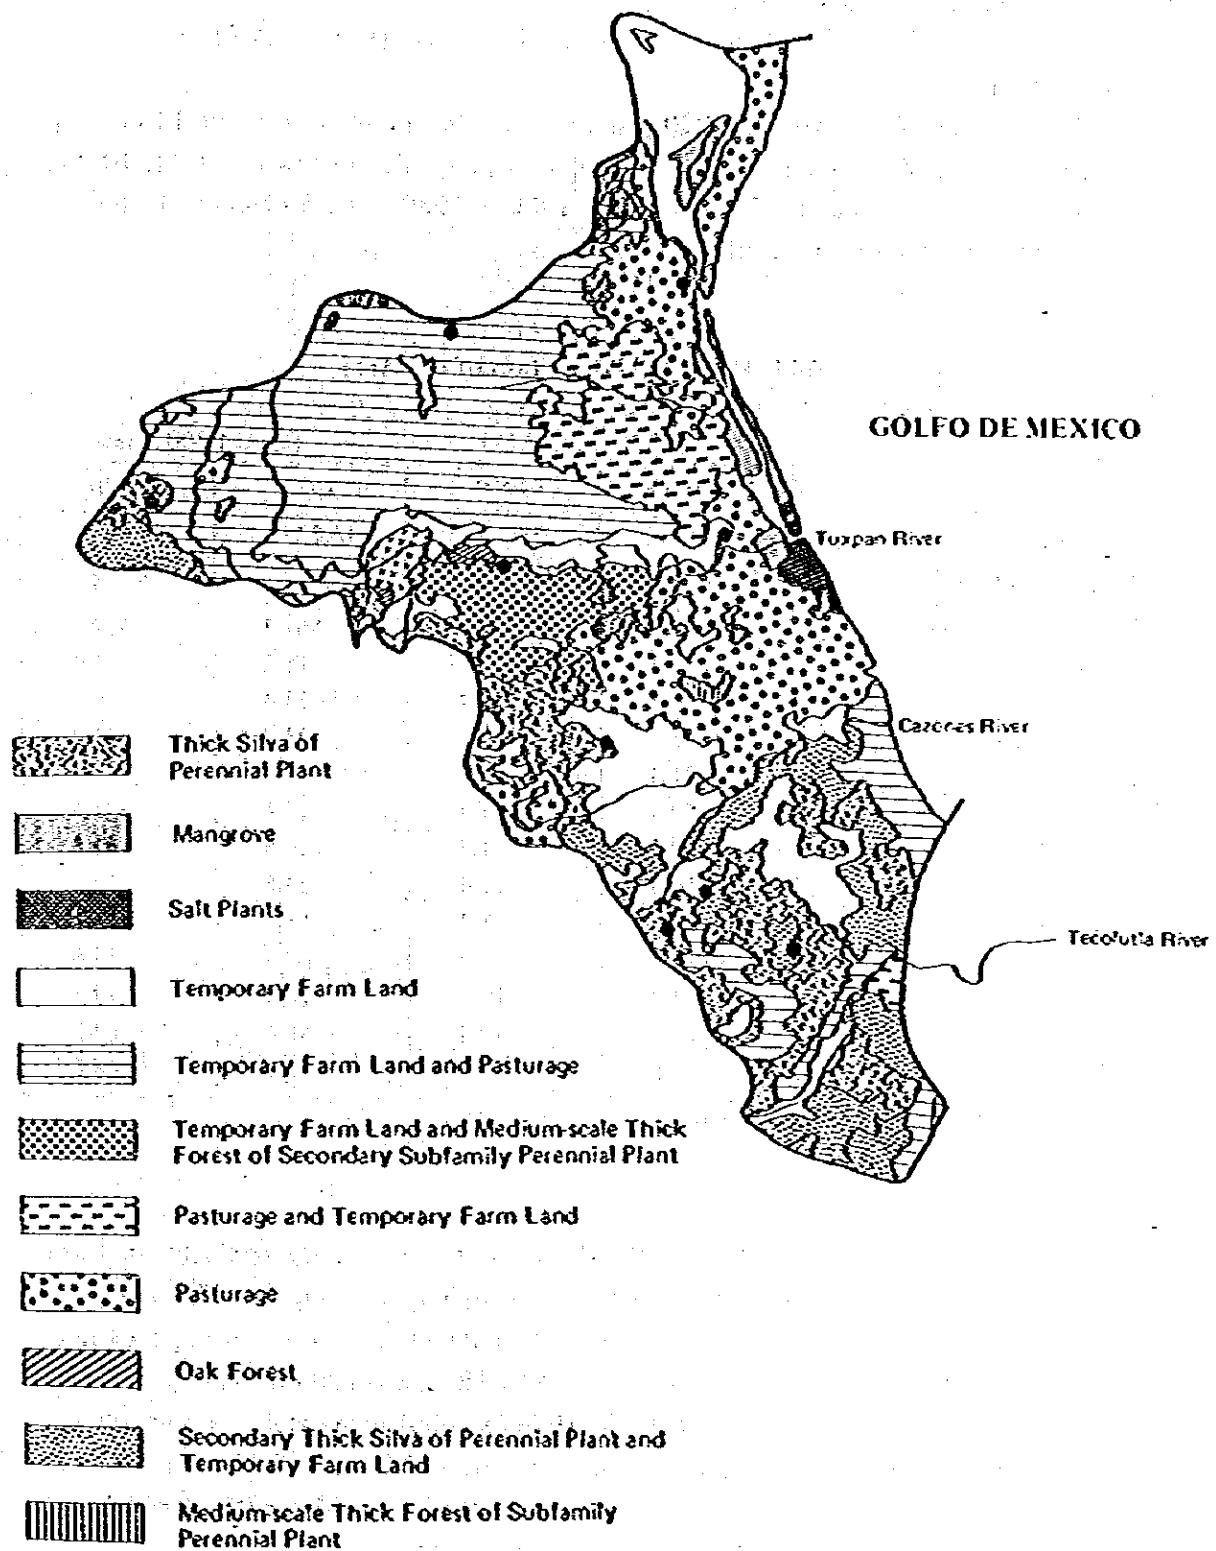 GOLFO DE MEXICO
Tuxpan River
Cazones River
Tecolutla River
Thick Silva of
Perennial Plant
Mangrove
Salt Plants
Temporary Farm Land
Temporary Farm Land and Pasturage
Temporary Farm Land and Medium-scale Thick
Forest of Secondary Subfamily Perennial Plant
Pasturage and Temporary Farm Land
Pasturage
Oak Forest
Secondary Thick Silva of Perennial Plant and
Temporary Farm Land
Medium-scale Thick Forest of Subfamily
Perennial Plant